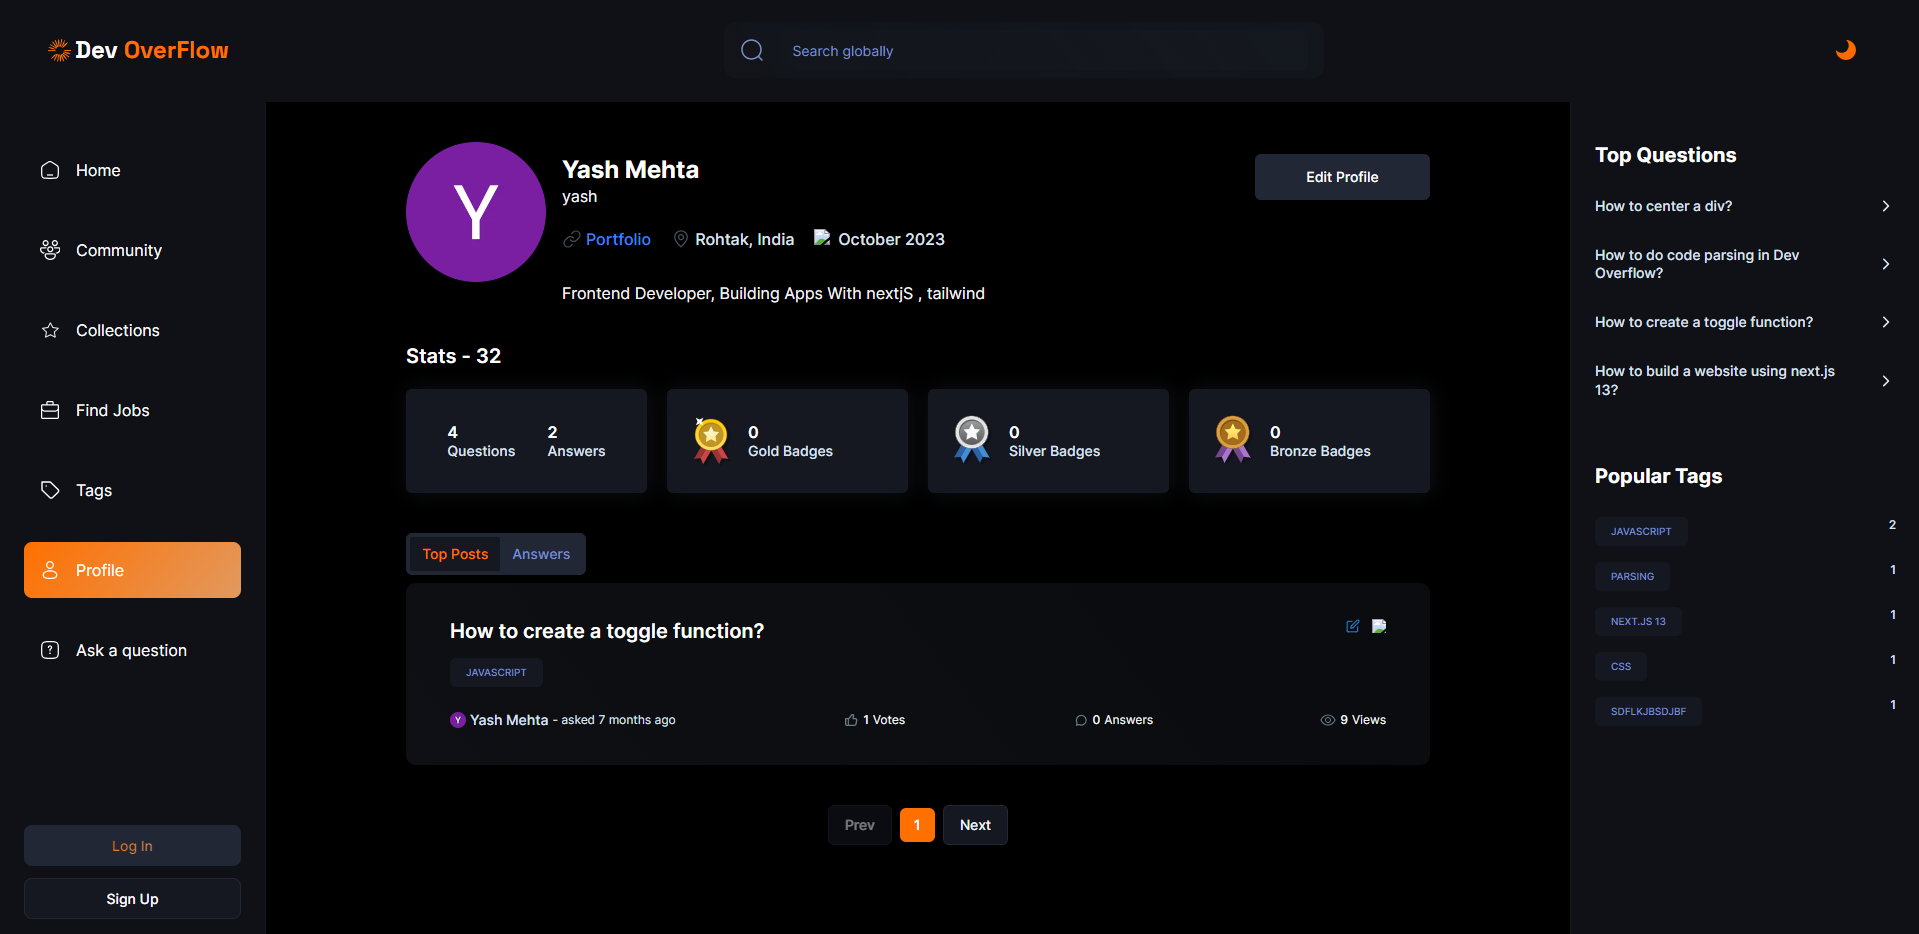 Dev OverFlow
Search globally
Home
Community
Collections
Find Jobs
Tags
Profile
Ask a question
Log In
Sign Up
Y
Yash Mehta
yash
Edit Profile
Portfolio Rohtak, India October 2023
Frontend Developer, Building Apps With nextjS , tailwind
Stats - 32
4
Questions
2
Answers
0
Gold Badges
0
Silver Badges
0
Bronze Badges
Top Posts Answers
How to create a toggle function?
JAVASCRIPT
Y Yash Mehta - asked 7 months ago 1 Votes 0 Answers 9 Views
Prev 1 Next
Top Questions
How to center a div?
How to do code parsing in Dev
Overflow?
How to create a toggle function?
How to build a website using next.js
13?
Popular Tags
JAVASCRIPT 2
PARSING 1
NEXT.JS 13 1
CSS 1
SDFLKJBSDJBF 1